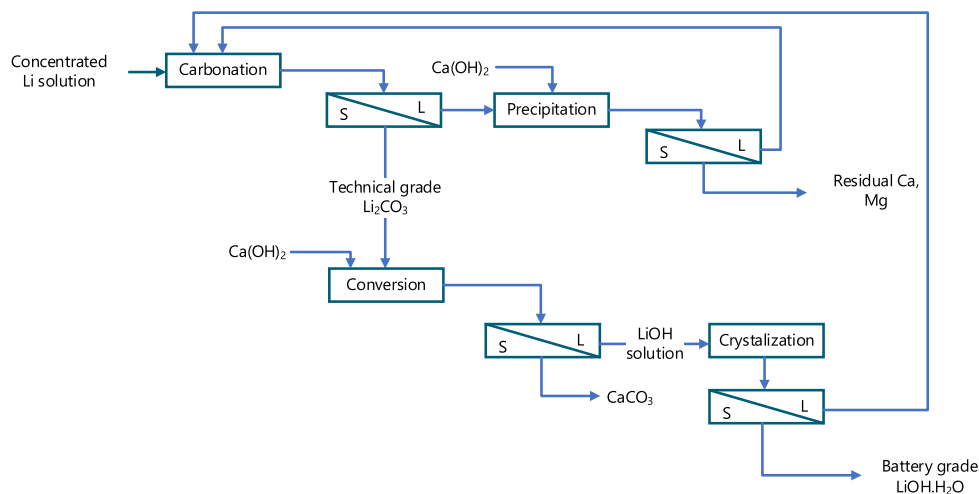 Concentrated
Li solution
Carbonation
Ca(OH)₂
S
L
Precipitation
S
L
Residual Ca,
Mg
Technical grade
Li₂CO₃
Ca(OH)₂
Conversion
S
L
LiOH
solution
Crystalization
CaCO₃
S
L
Battery grade
LiOH.H₂O